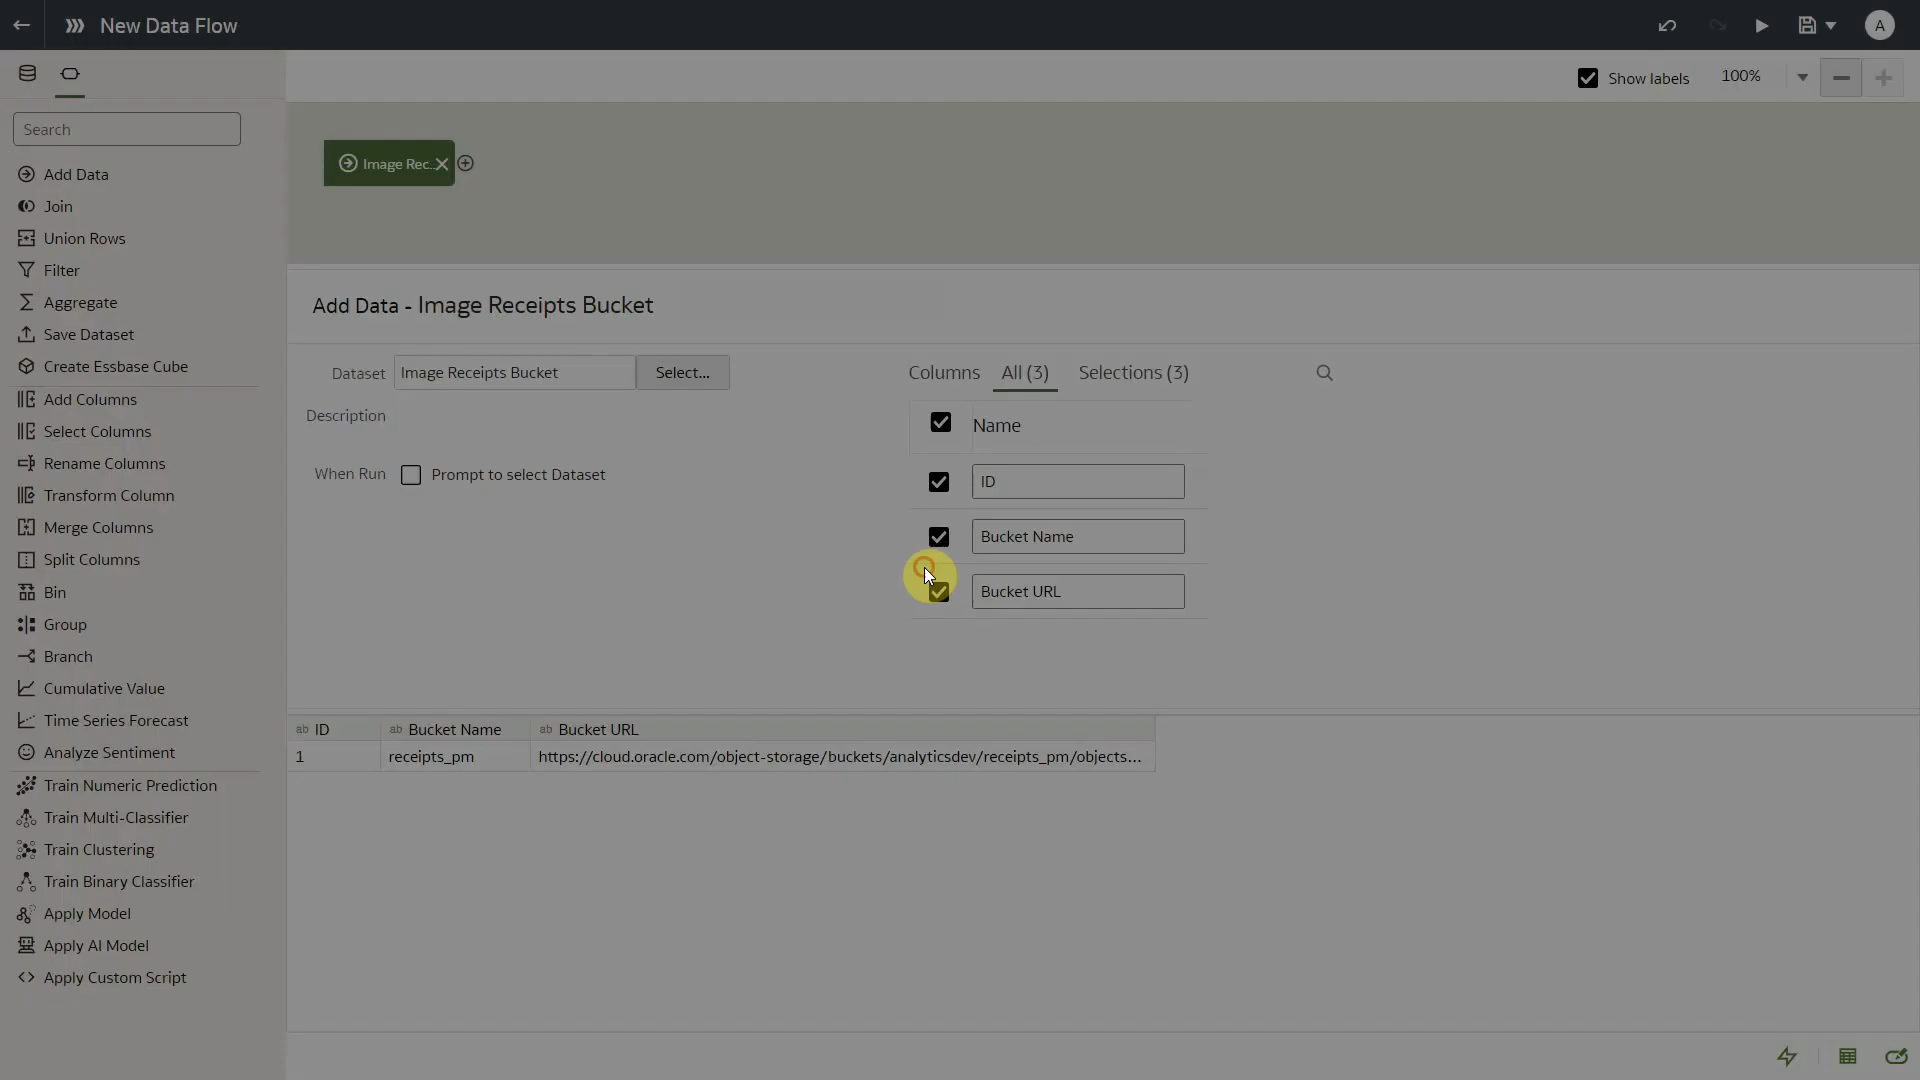 New Data Flow
A
Show labels
100%
Search
Add Data
Join
Union Rows
Filter
Aggregate
Save Dataset
Create Essbase Cube
Add Columns
Select Columns
Rename Columns
Transform Column
Merge Columns
Split Columns
Bin
Group
Branch
Cumulative Value
Time Series Forecast
Analyze Sentiment
Train Numeric Prediction
Train Multi-Classifier
Train Clustering
Train Binary Classifier
Apply Model
Apply AI Model
Apply Custom Script
Image Rec...
Add Data - Image Receipts Bucket
Dataset Image Receipts Bucket Select...
Description
When Run Prompt to select Dataset
Columns All (3) Selections (3)
Name
ID
Bucket Name
Bucket URL
ab ID ab Bucket Name ab Bucket URL
1 receipts_pm https://cloud.oracle.com/object-storage/buckets/analyticsdev/receipts_pm/objects...